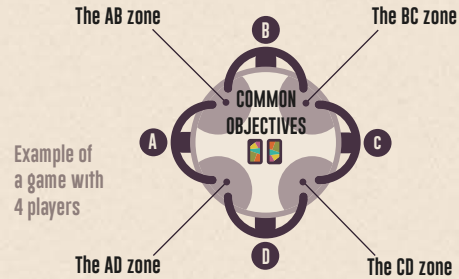 The AB zone
The BC zone
B
COMMON
OBJECTIVES
A
C
Example of
a game with
4 players
D
The AD zone
The CD zone